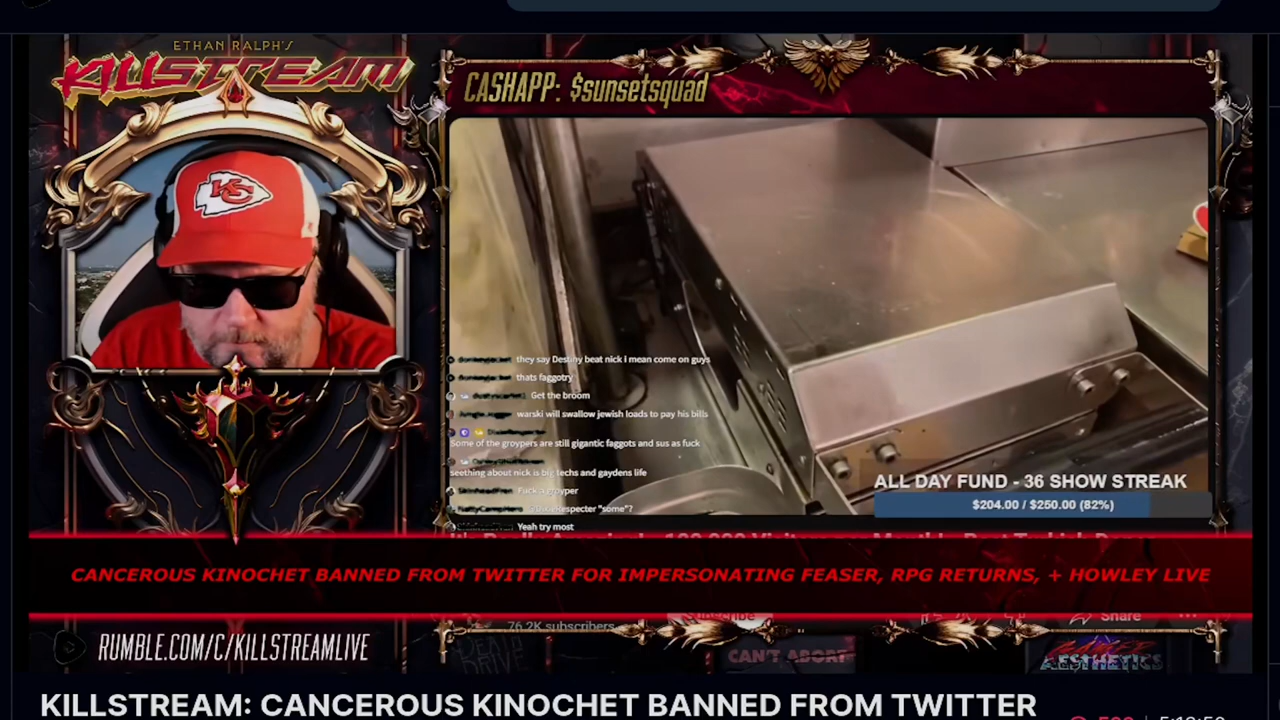 ETHAN RALPH'S
KILLSTREAM
CASHAPP: $sunsetsquad
KC
they say Destiny beat nick i mean come on guys
thats faggotry
Get the broom
warski will swallow jewish loads to pay his bills
Some of the groypers are still gigantic faggots and sus as fuck
seething about nick is big techs and gaydens life
Fuck a groyper
"some"?
Yeah try most
ALL DAY FUND - 36 SHOW STREAK
$204.00 / $250.00 (82%)
CANCEROUS KINOCHET BANNED FROM TWITTER FOR IMPERSONATING FEASER, RPG RETURNS, + HOWLEY LIVE
76.2K subscribers
Subscribe
Share
RUMBLE.COM/C/KILLSTREAMLIVE
CAN'T ABORT
AESTHETICS
KILLSTREAM: CANCEROUS KINOCHET BANNED FROM TWITTER